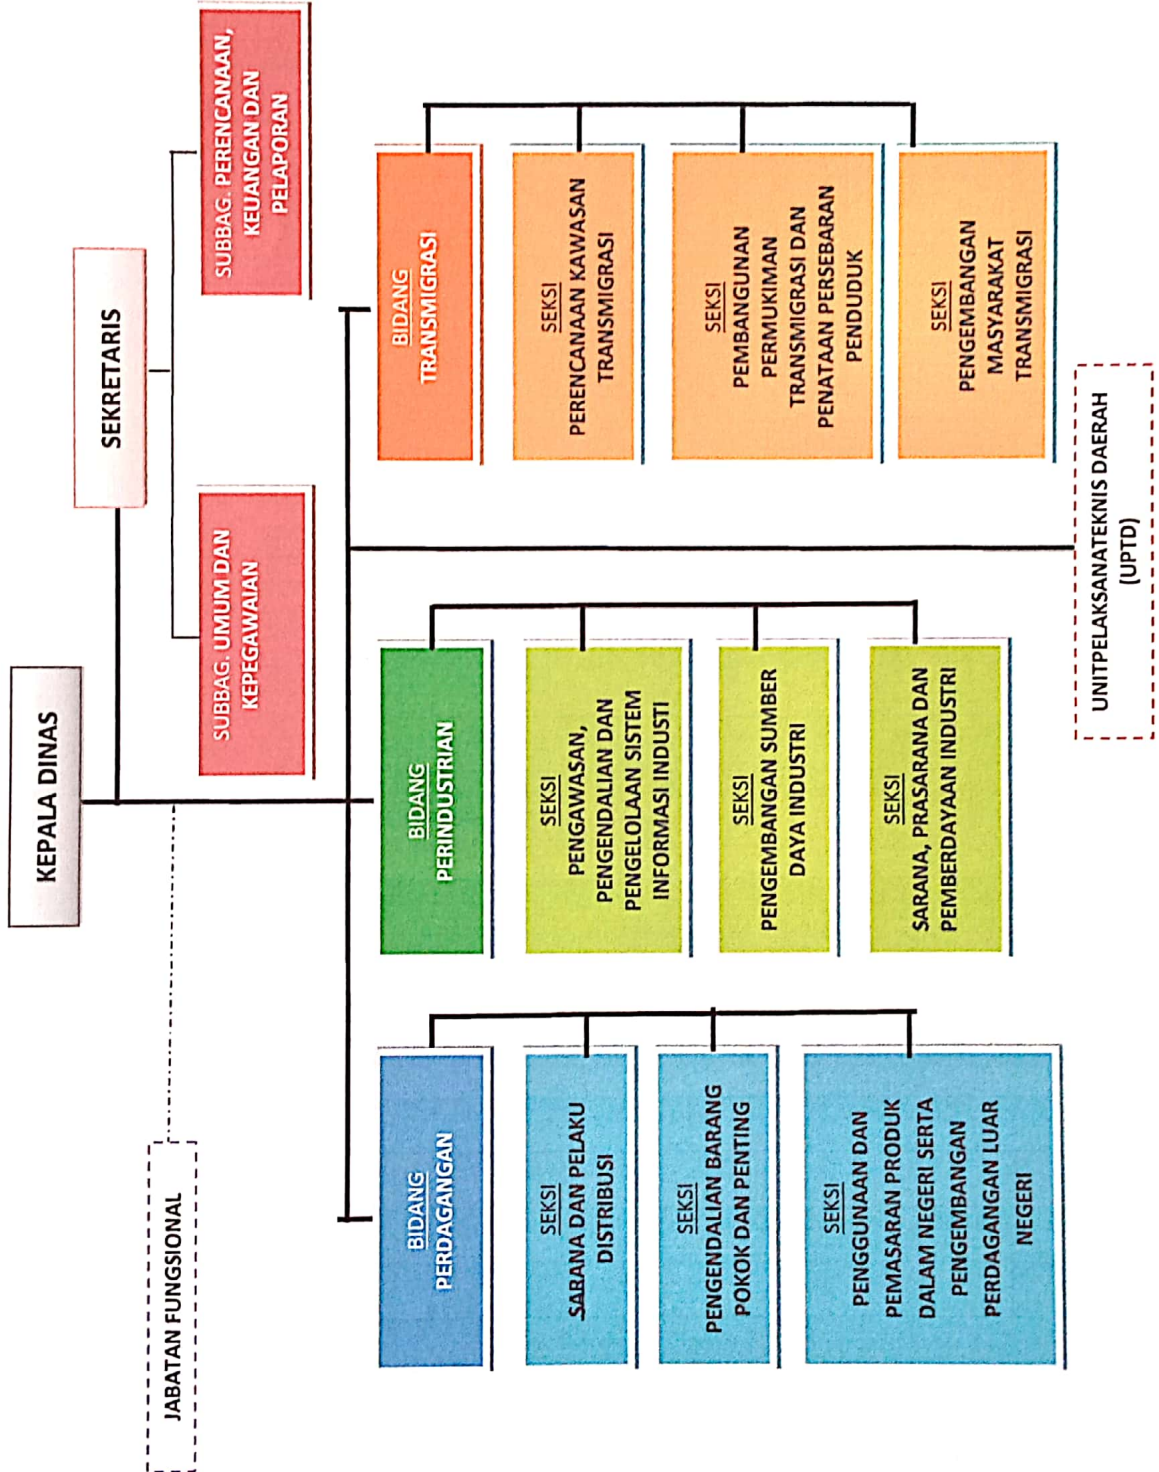 KEPALA DINAS
SEKRETARIS
JABATAN FUNGSIONAL
SUBBAG. UMUM DAN
KEPEGAWAIAN
SUBBAG. PERENCANAAN,
KEUANGAN DAN
PELAPORAN
BIDANG
PERDAGANGAN
SEKSI
SARANA DAN PELAKU
DISTRIBUSI
SEKSI
PENGENDALIAN BARANG
POKOK DAN PENTING
SEKSI
PENGGUNAAN DAN
PEMASARAN PRODUK
DALAM NEGERI SERTA
PENGEMBANGAN
PERDAGANGAN LUAR
NEGERI
BIDANG
PERINDUSTRIAN
SEKSI
PENGAWASAN,
PENGENDALIAN DAN
PENGELOLAAN SISTEM
INFORMASI INDUSTI
SEKSI
PENGEMBANGAN SUMBER
DAYA INDUSTRI
SEKSI
SARANA, PRASARANA DAN
PEMBERDAYAAN INDUSTRI
BIDANG
TRANSMIGRASI
SEKSI
PERENCANAAN KAWASAN
TRANSMIGRASI
SEKSI
PEMBANGUNAN
PERMUKIMAN
TRANSMIGRASI DAN
PENATAAN PERSEBARAN
PENDUDUK
SEKSI
PENGEMBANGAN
MASYARAKAT
TRANSMIGRASI
UNITPELAKSANATEKNIS DAERAH
(UPTD)